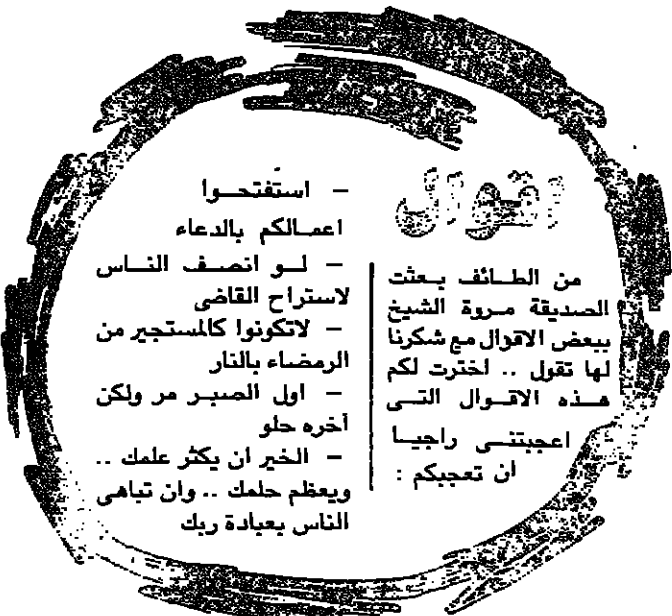 اقوال
من الطائف بعثت
الصديقة مروة الشيخ
ببعض الاقوال مع شكرنا
لها تقول .. اخترت لكم
هذه الاقوال التى
اعجبتنى راجيا
ان تعجبكم :
– استفتحوا
اعمالكم بالدعاء
– لو انصف الناس
لاستراح القاضى
– لاتكونوا كالمستجير من
الرمضاء بالنار
– اول الصبر مر ولكن
أخره حلو
– الخير ان يكثر علمك ..
ويعظم حلمك .. وان تباهى
الناس بعبادة ربك